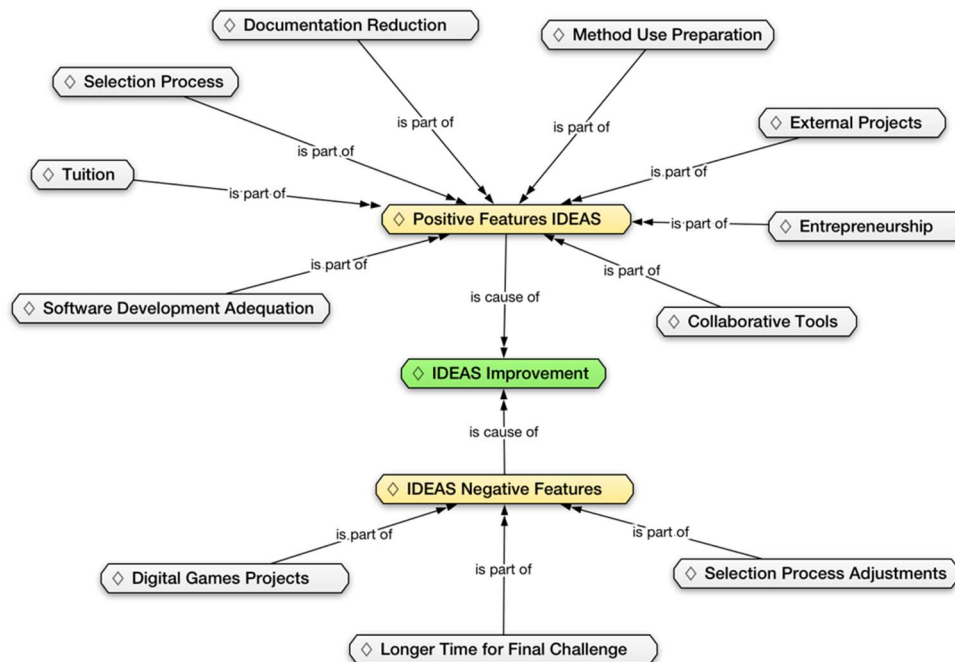 Documentation Reduction
Method Use Preparation
Selection Process
External Projects
is part of
is part of
is part of
Tuition
is part of
is part of
Positive Features IDEAS
is part of
Entrepreneurship
is part of
is part of
Software Development Adequation
is cause of
Collaborative Tools
IDEAS Improvement
is cause of
IDEAS Negative Features
is part of
is part of
is part of
Digital Games Projects
Selection Process Adjustments
Longer Time for Final Challenge